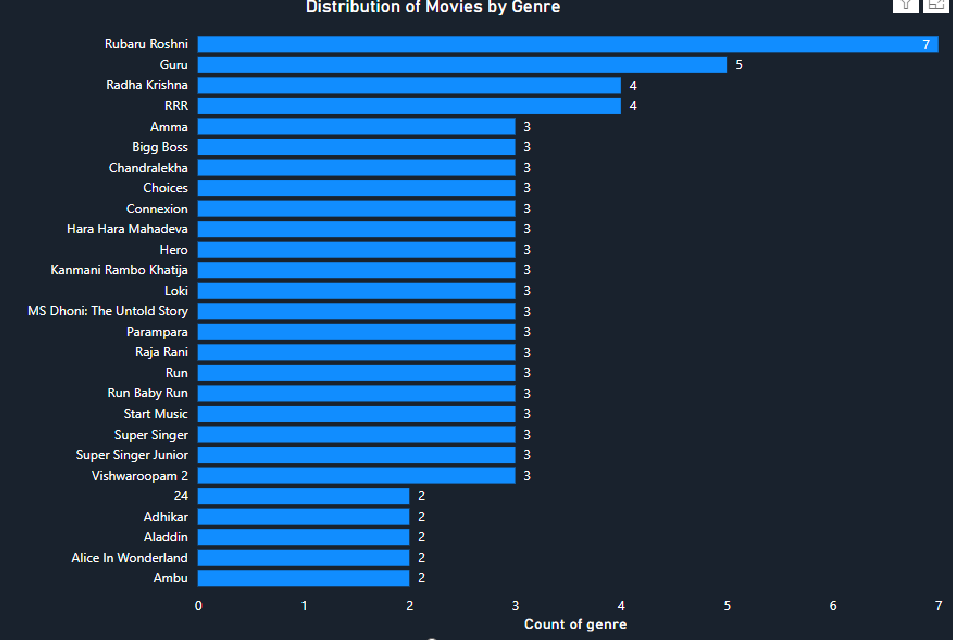 Distribution of Movies by Genre
Rubaru Roshni 7
Guru 5
Radha Krishna 4
RRR 4
Amma 3
Bigg Boss 3
Chandralekha 3
Choices 3
Connexion 3
Hara Hara Mahadeva 3
Hero 3
Kanmani Rambo Khatija 3
Loki 3
MS Dhoni: The Untold Story 3
Parampara 3
Raja Rani 3
Run 3
Run Baby Run 3
Start Music 3
Super Singer 3
Super Singer Junior 3
Vishwaroopam 2 3
24 2
Adhikar 2
Aladdin 2
Alice In Wonderland 2
Ambu 2
0 1 2 3 4 5 6 7
Count of genre